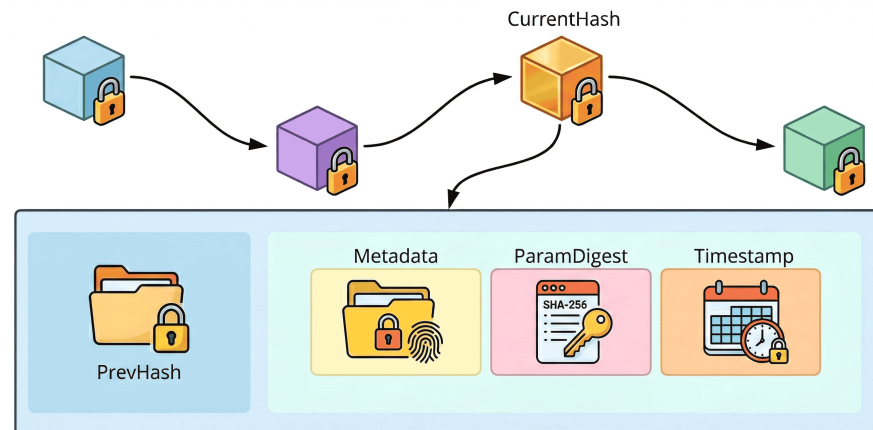 CurrentHash
Metadata
ParamDigest
Timestamp
SHA-256
PrevHash